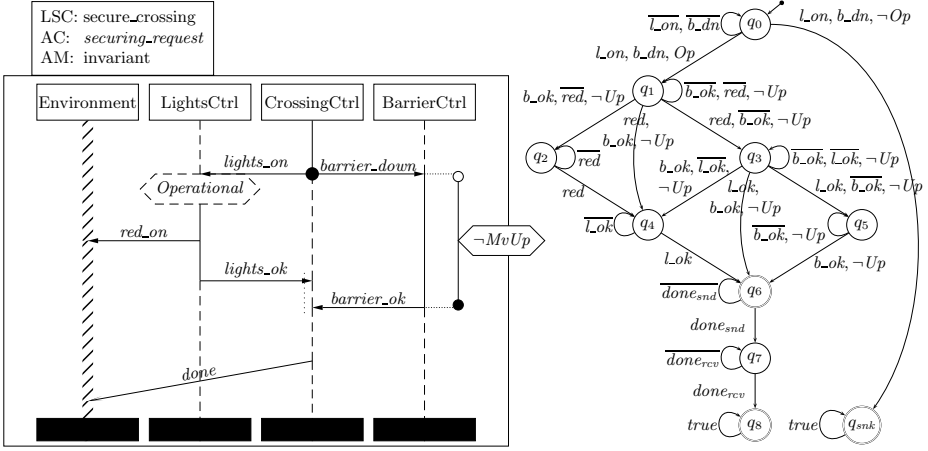 LSC: secure_crossing
AC: securing_request
AM: invariant
Environment LightsCtrl CrossingCtrl BarrierCtrl
lights_on barrier_down
Operational
red_on
¬MvUp
lights_ok
barrier_ok
done
l_on, b_dn q0 l_on, b_dn, ¬Op
l_on, b_dn, Op
q1 b_ok, red, ¬Up
b_ok, red, ¬Up red, b_ok, ¬Up red, b_ok, ¬Up
q2 red q3 b_ok, l_ok, ¬Up
red b_ok, l_ok, ¬Up l_ok, b_ok, ¬Up l_ok, b_ok, ¬Up
l_ok q4 b_ok, ¬Up q5
l_ok b_ok, ¬Up
done_snd q6
done_snd
done_rcv q7
done_rcv
true q8 true q_snk